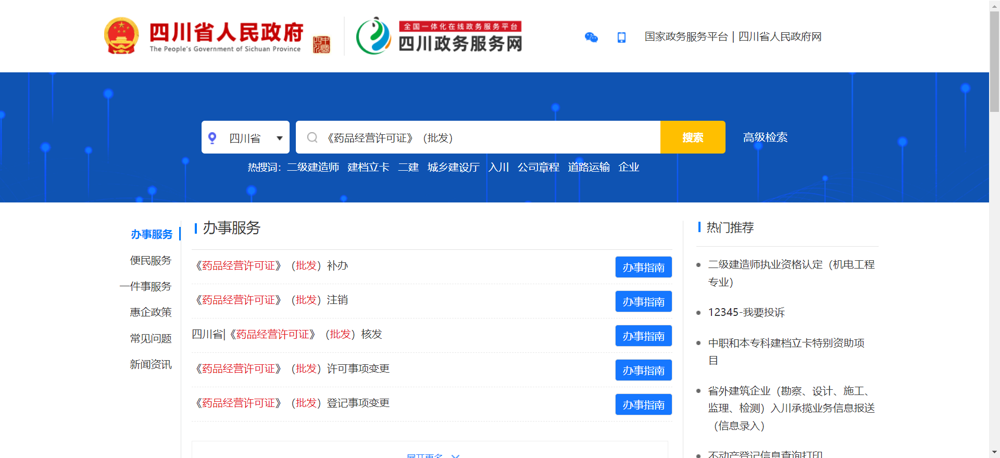 四川省人民政府
The People's Government of Sichuan Province
全国一体化在线政务服务平台
四川政务服务网
国家政务服务平台 | 四川省人民政府网
四川省
《药品经营许可证》（批发）
搜索
高级检索
热搜词： 二级建造师 建档立卡 二建 城乡建设厅 入川 公司章程 道路运输 企业
办事服务
便民服务
一件事服务
惠企政策
常见问题
新闻资讯
办事服务
《药品经营许可证》（批发）补办
办事指南
《药品经营许可证》（批发）注销
办事指南
四川省|《药品经营许可证》（批发）核发
办事指南
《药品经营许可证》（批发）许可事项变更
办事指南
《药品经营许可证》（批发）登记事项变更
办事指南
展开更多
热门推荐
二级建造师执业资格认定（机电工程
专业）
12345-我要投诉
中职和本专科建档立卡特别资助项
目
省外建筑企业（勘察、设计、施工、
监理、检测）入川承揽业务信息报送
（信息录入）
不动产登记信息查询打印